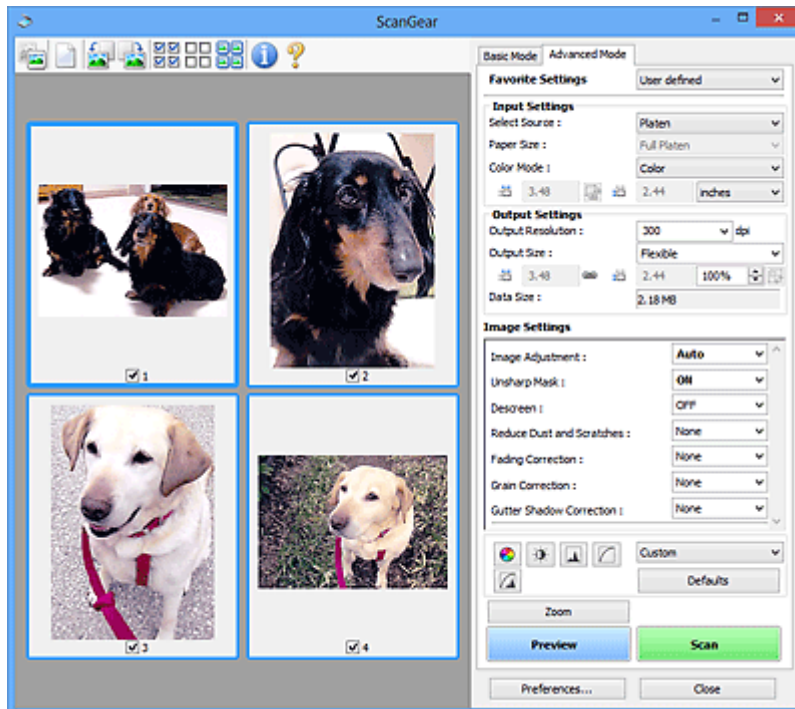 ScanGear
Basic Mode Advanced Mode
Favorite Settings User defined
Input Settings
Select Source : Platen
Paper Size : Full Platen
Color Mode : Color
3.48 2.44 inches
Output Settings
Output Resolution : 300 dpi
Output Size : Flexible
3.48 2.44 100%
Data Size : 2.18 MB
Image Settings
Image Adjustment : Auto
Unsharp Mask : ON
Descreen : OFF
Reduce Dust and Scratches : None
Fading Correction : None
Grain Correction : None
Gutter Shadow Correction : None
Custom
Defaults
Zoom
Preview Scan
Preferences... Close
1
2
3
4